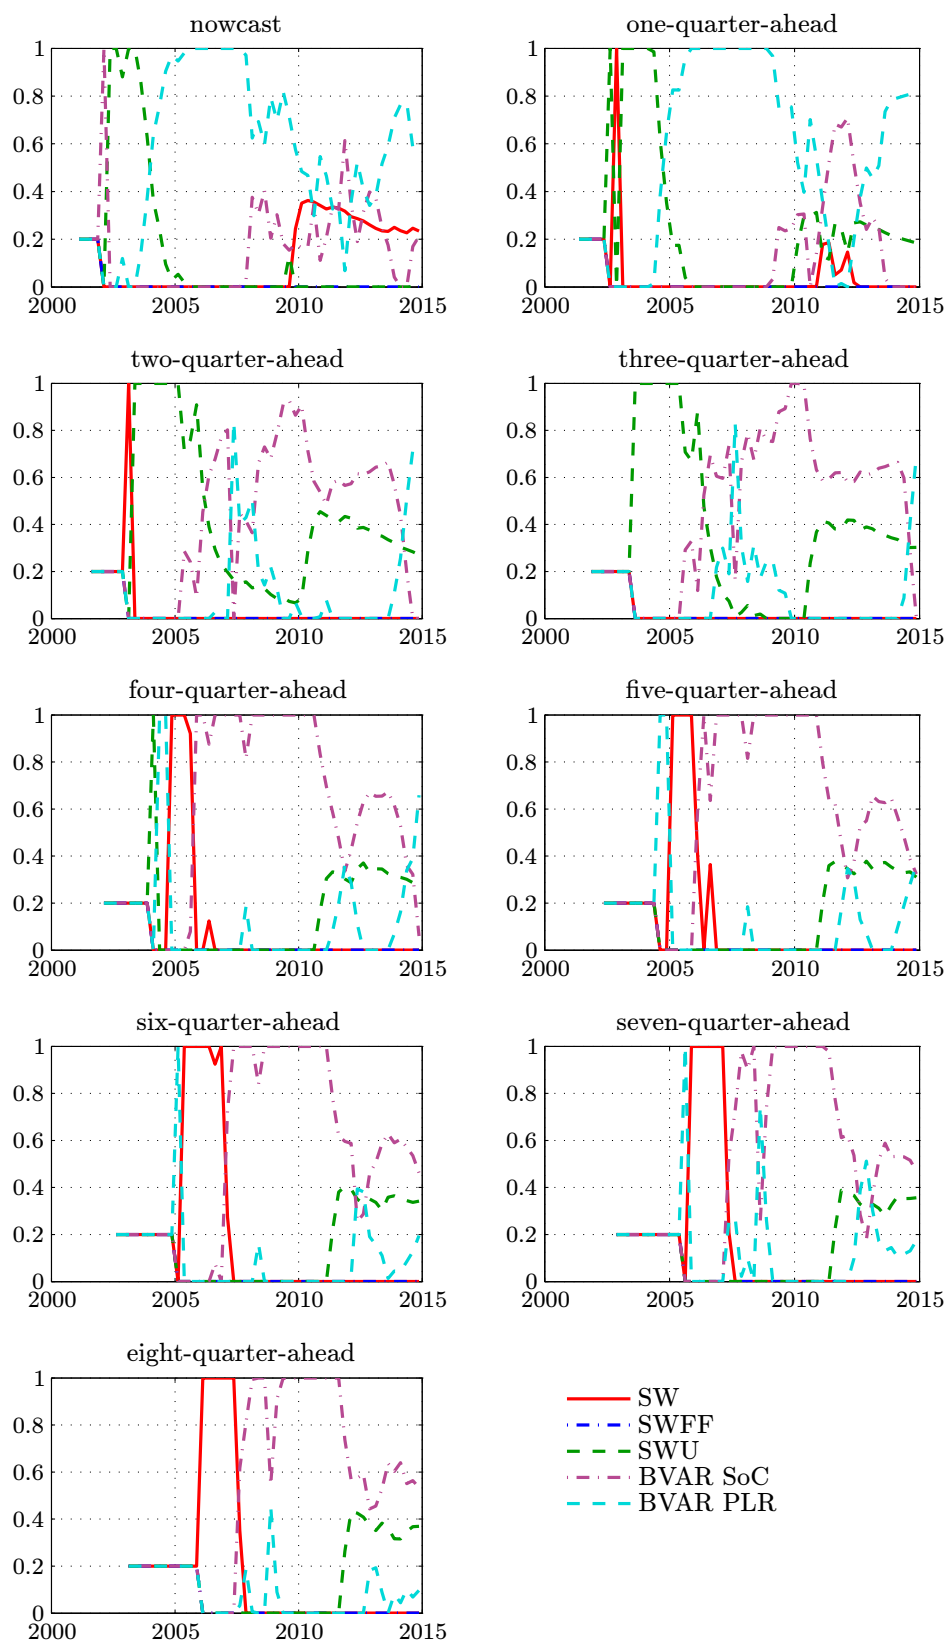 nowcast
1
0.8
0.6
0.4
0.2
0
2000 2005 2010 2015
one-quarter-ahead
1
0.8
0.6
0.4
0.2
0
2000 2005 2010 2015
two-quarter-ahead
1
0.8
0.6
0.4
0.2
0
2000 2005 2010 2015
three-quarter-ahead
1
0.8
0.6
0.4
0.2
0
2000 2005 2010 2015
four-quarter-ahead
1
0.8
0.6
0.4
0.2
0
2000 2005 2010 2015
five-quarter-ahead
1
0.8
0.6
0.4
0.2
0
2000 2005 2010 2015
six-quarter-ahead
1
0.8
0.6
0.4
0.2
0
2000 2005 2010 2015
seven-quarter-ahead
1
0.8
0.6
0.4
0.2
0
2000 2005 2010 2015
eight-quarter-ahead
1
0.8
0.6
0.4
0.2
0
2000 2005 2010 2015
SW
SWFF
SWU
BVAR SoC
BVAR PLR